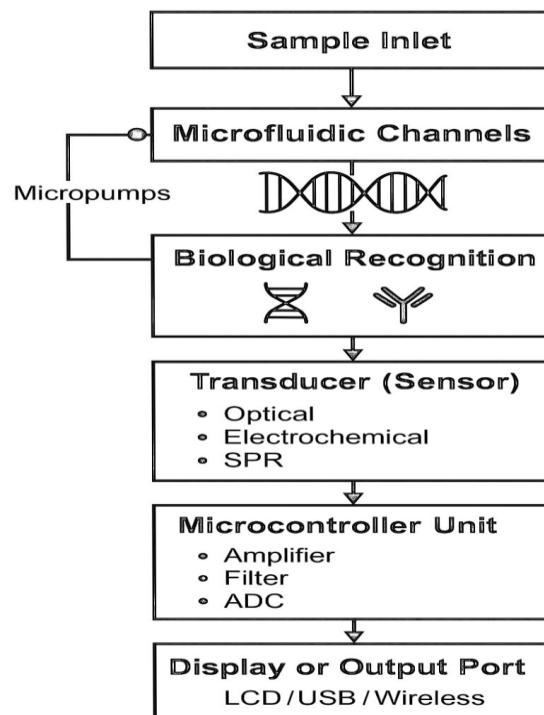 Sample Inlet
Microfluidic Channels
Micropumps
Biological Recognition
Transducer (Sensor)
• Optical
• Electrochemical
• SPR
Microcontroller Unit
• Amplifier
• Filter
• ADC
Display or Output Port
LCD / USB / Wireless